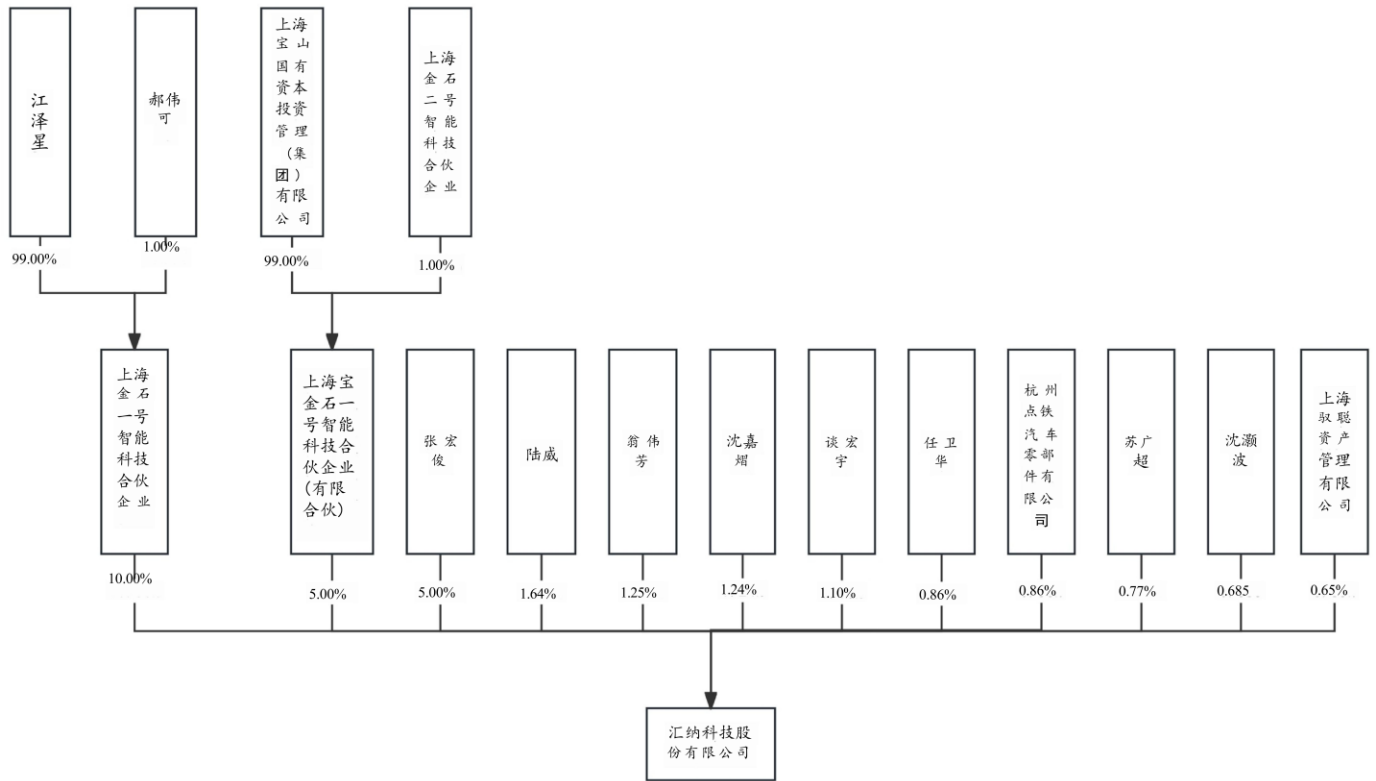 江
泽
星
郝伟
可
上海
宝山
国有
资本
投资
管理
（集
团）
有限
公司
上海
金石
二号
智能
科技
合伙
企业
99.00%
1.00%
99.00%
1.00%
上海
金石
一号
智能
科技
合伙
企业
上海宝
金石一
号智能
科技合
伙企业
(有限
合伙)
张宏
俊
陆威
翁伟
芳
沈嘉
熠
谈宏
宇
任卫
华
杭州
点铁
汽车
零部
件有
限公
司
苏广
超
沈灏
波
上海
驭聪
资产
管理
有限
公司
10.00%
5.00%
5.00%
1.64%
1.25%
1.24%
1.10%
0.86%
0.86%
0.77%
0.685
0.65%
汇纳科技股
份有限公司